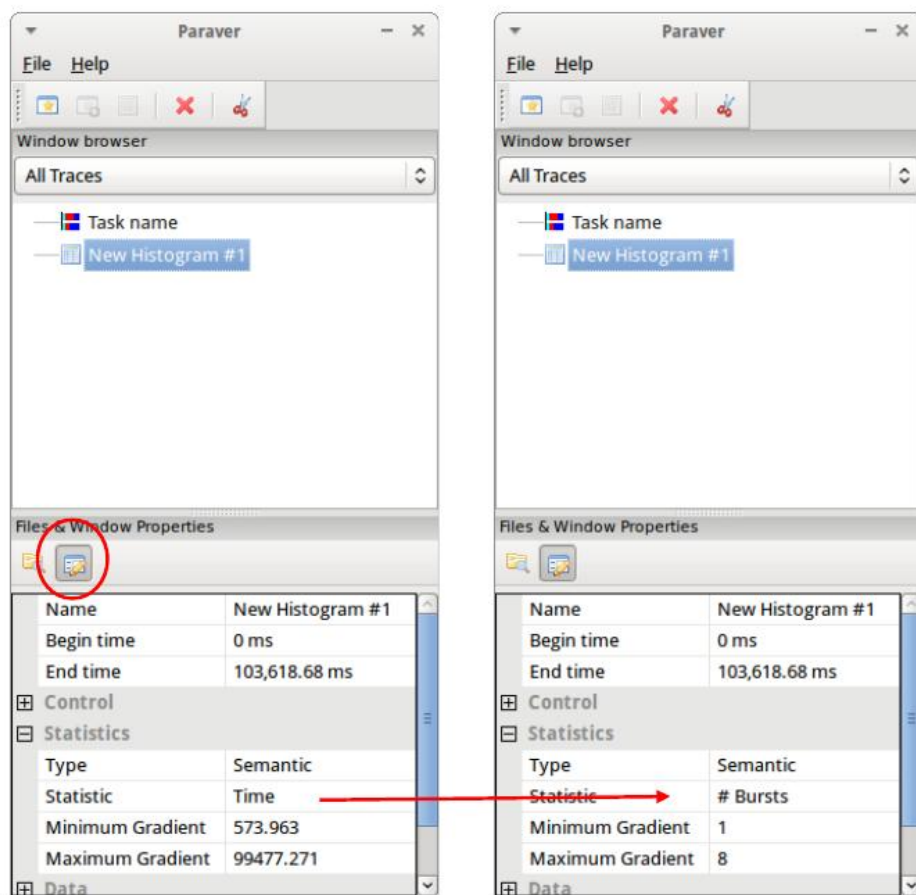 Paraver
File Help
Window browser
All Traces
Task name
New Histogram #1
Files & Window Properties
Name New Histogram #1
Begin time 0 ms
End time 103,618.68 ms
Control
Statistics
Type Semantic
Statistic Time
Minimum Gradient 573.963
Maximum Gradient 99477.271
Data
Paraver
File Help
Window browser
All Traces
Task name
New Histogram #1
Files & Window Properties
Name New Histogram #1
Begin time 0 ms
End time 103,618.68 ms
Control
Statistics
Type Semantic
Statistic # Bursts
Minimum Gradient 1
Maximum Gradient 8
Data